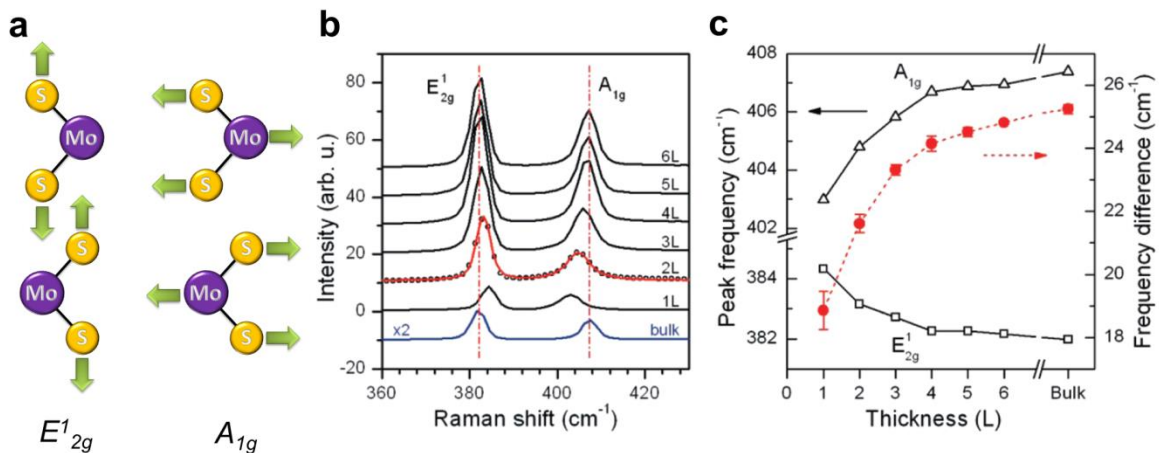 a
S
Mo
S
S
Mo
S
E¹₂g
S
Mo
S
S
Mo
S
A₁g
b
Intensity (arb. u.)
80
60
40
20
0
-20
E¹₂g
A₁g
6L
5L
4L
3L
2L
1L
x2
bulk
360
380
400
420
Raman shift (cm⁻¹)
c
Peak frequency (cm⁻¹)
408
406
404
402
384
382
A₁g
E¹₂g
26
24
22
20
18
Frequency difference (cm⁻¹)
0
1
2
3
4
5
6
Bulk
Thickness (L)